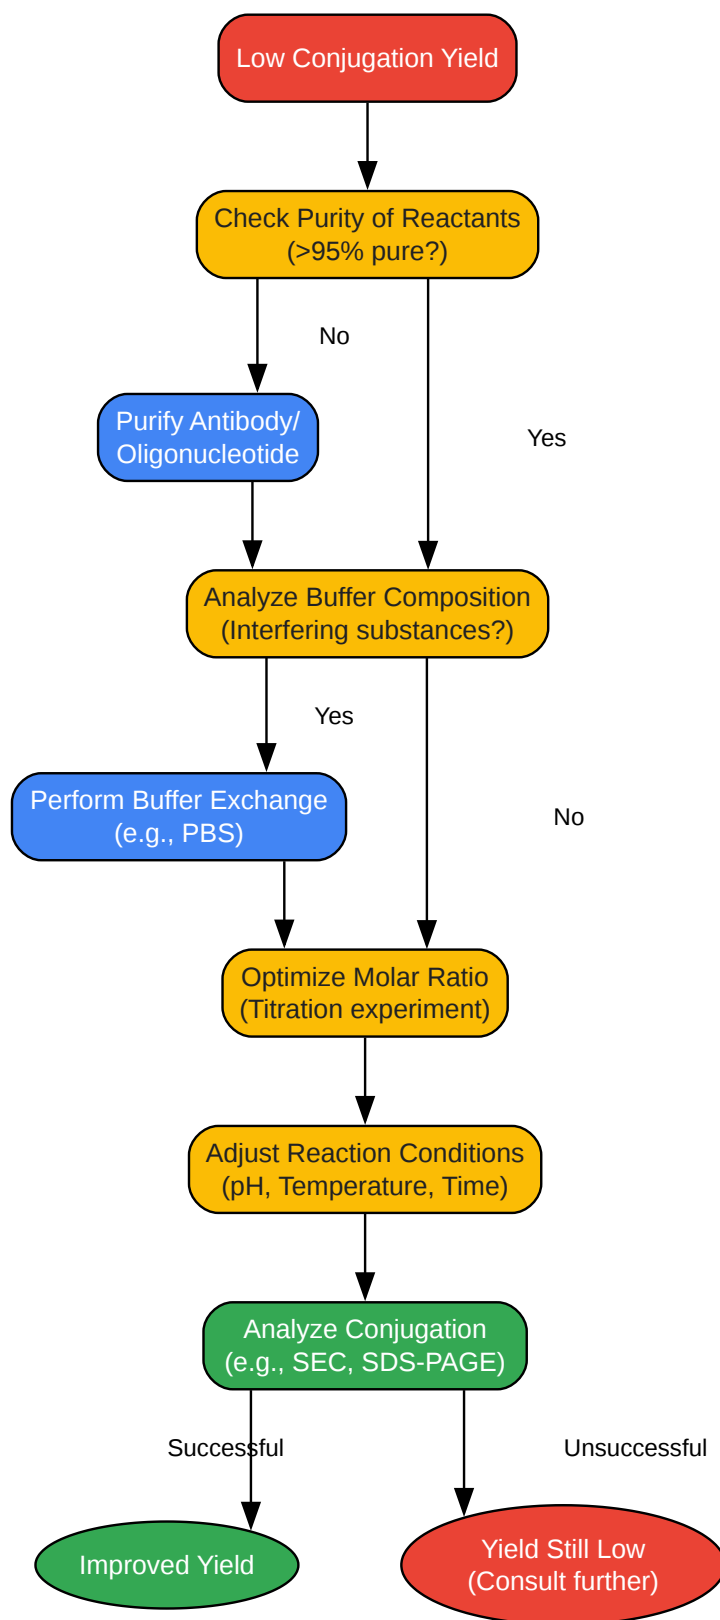 Low Conjugation Yield
Check Purity of Reactants
(>95% pure?)
No
Purify Antibody/
Oligonucleotide
Yes
Analyze Buffer Composition
(Interfering substances?)
Yes
Perform Buffer Exchange
(e.g., PBS)
No
Optimize Molar Ratio
(Titration experiment)
Adjust Reaction Conditions
(pH, Temperature, Time)
Analyze Conjugation
(e.g., SEC, SDS-PAGE)
Successful
Unsuccessful
Improved Yield
Yield Still Low
(Consult further)